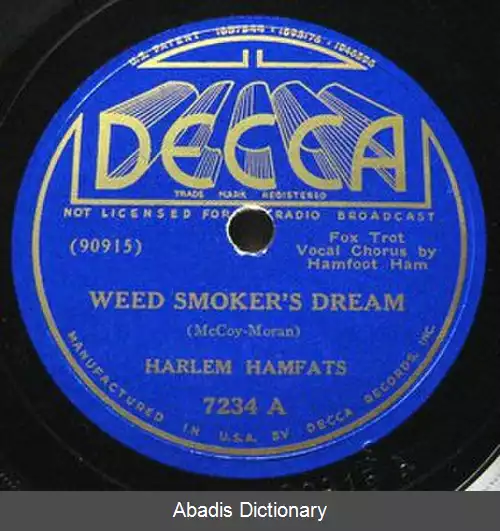 U.S. PATENT 1637544
DECCA
TRADE MARK REGISTERED
NOT LICENSED FOR RADIO BROADCAST
(90915)
Fox Trot
Vocal Chorus by
Hamfoot Ham
WEED SMOKER'S DREAM
(McCoy-Moran)
HARLEM HAMFATS
7234 A
MANUFACTURED IN U.S.A. BY DECCA RECORDS, INC.
Abadis Dictionary